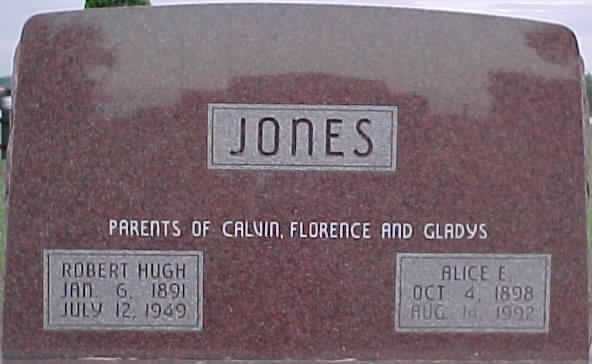 JONES
PARENTS OF CALVIN, FLORENCE AND GLADYS
ROBERT HUGH
JAN. 6, 1891
JULY 12, 1949
ALICE E.
OCT. 4, 1898
AUG. 14, 1992